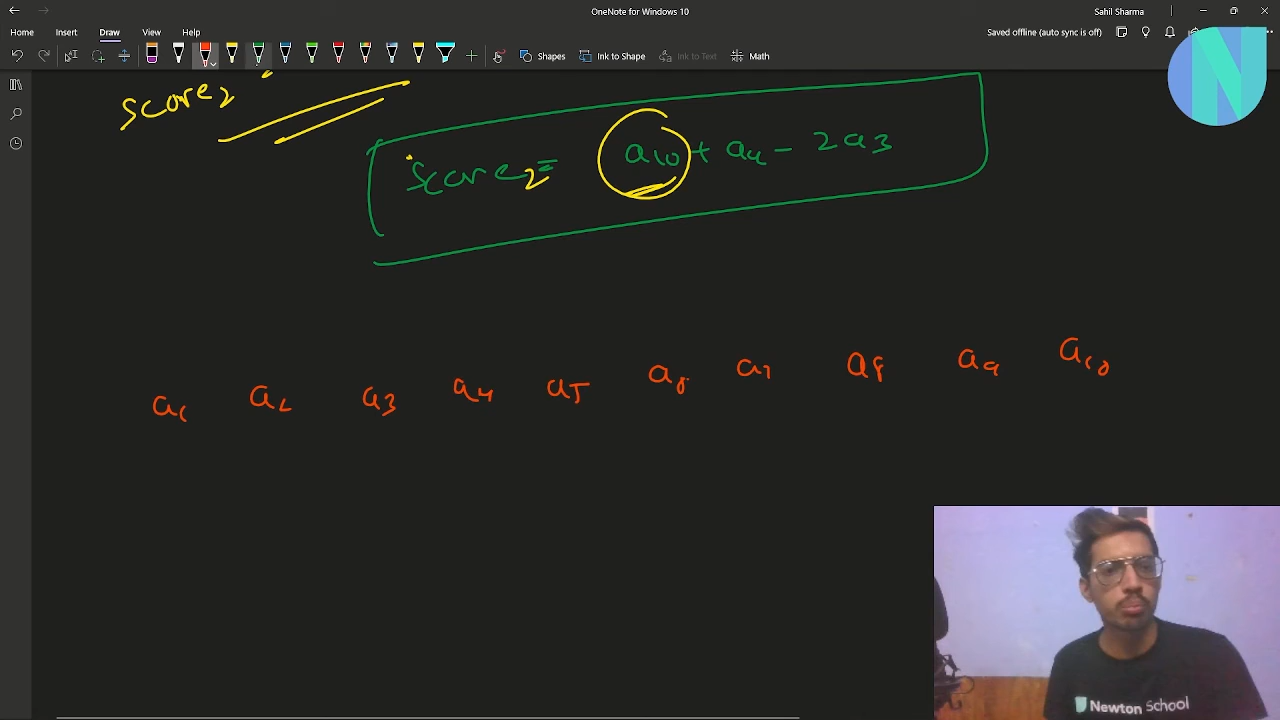 OneNote for Windows 10
Sahil Sharma
Home Insert Draw View Help
Saved offline (auto sync is off)
Shapes Ink to Shape Ink to Text Math
Score2
Score2 = a10 + a4 - 2a3
a1 a2 a3 a4 a5 a6 a7 a8 a9 a10
Newton School